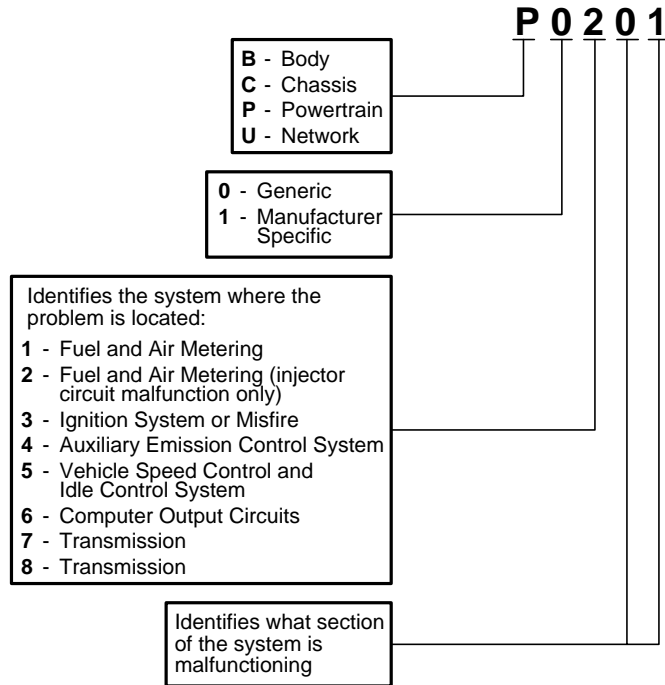 P 0 2 0 1
B - Body
C - Chassis
P - Powertrain
U - Network
0 - Generic
1 - Manufacturer
Specific
Identifies the system where the
problem is located:
1 - Fuel and Air Metering
2 - Fuel and Air Metering (injector
circuit malfunction only)
3 - Ignition System or Misfire
4 - Auxiliary Emission Control System
5 - Vehicle Speed Control and
Idle Control System
6 - Computer Output Circuits
7 - Transmission
8 - Transmission
Identifies what section
of the system is
malfunctioning